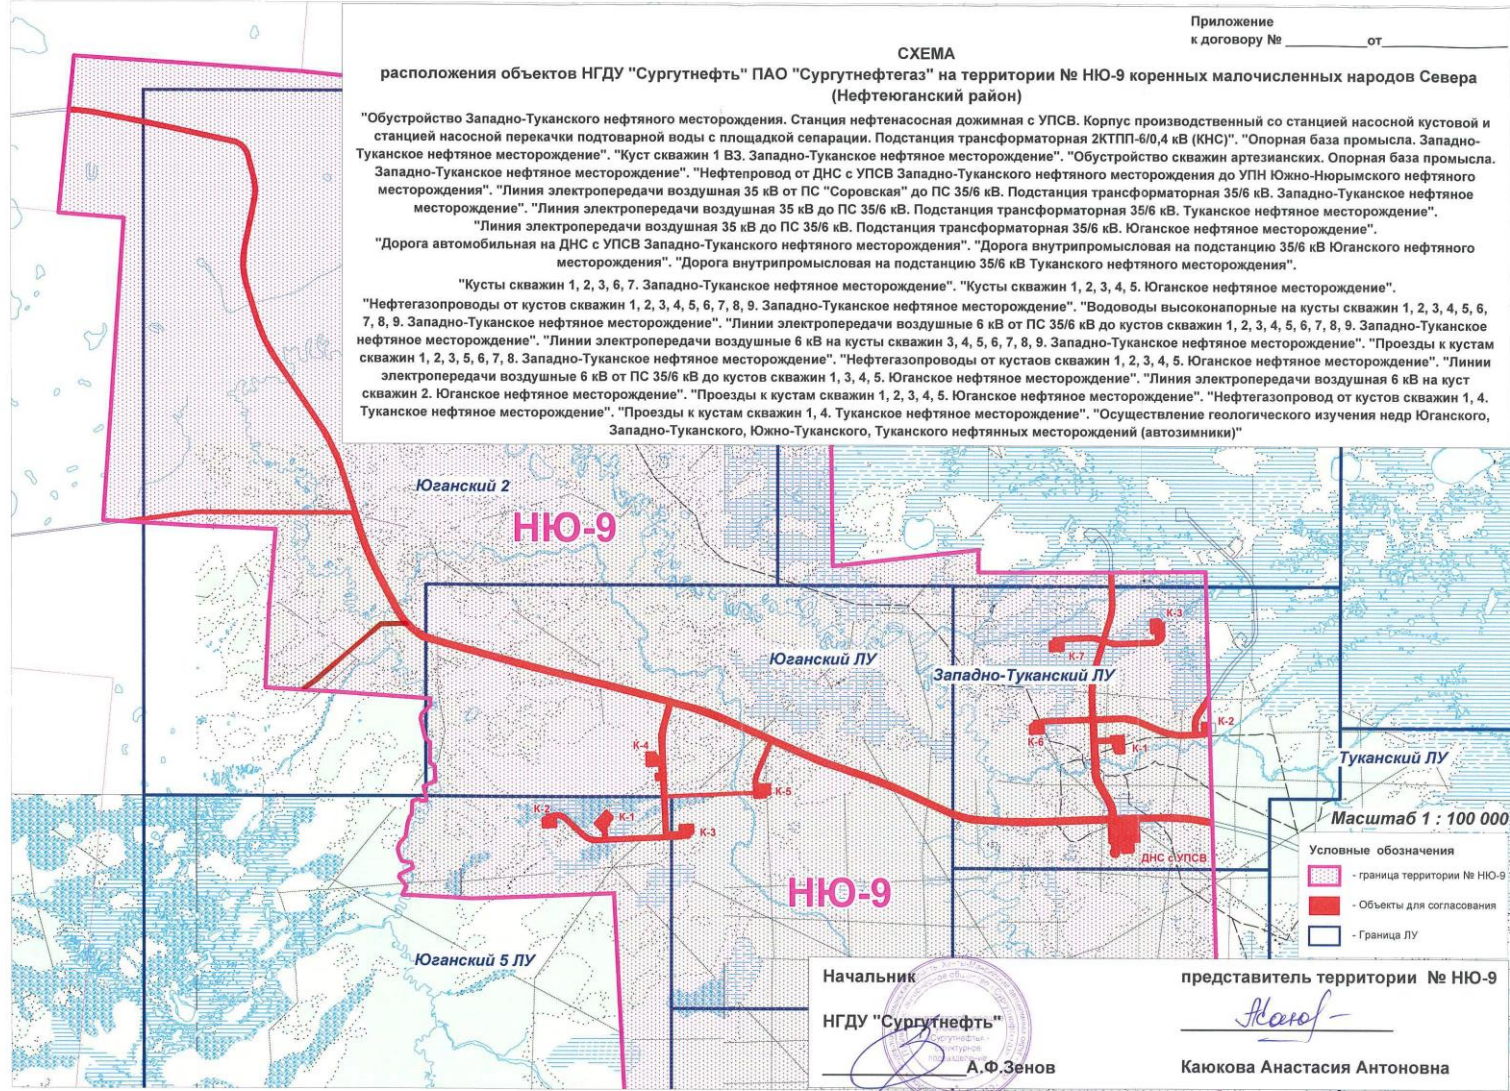 Приложение
к договору № ________от________
СХЕМА
расположения объектов НГДУ "Сургутнефть" ПАО "Сургутнефтегаз" на территории № НЮ-9 коренных малочисленных народов Севера
(Нефтеюганский район)
"Обустройство Западно-Туканского нефтяного месторождения. Станция нефтенасосная дожимная с УПСВ. Корпус производственный со станцией насосной кустовой и
станцией насосной перекачки подтоварной воды с площадкой сепарации. Подстанция трансформаторная 2КТПП-6/0,4 кВ (КНС)". "Опорная база промысла. Западно-
Туканское нефтяное месторождение". "Куст скважин 1 ВЗ. Западно-Туканское нефтяное месторождение". "Обустройство скважин артезианских. Опорная база промысла.
Западно-Туканское нефтяное месторождение". "Нефтепровод от ДНС с УПСВ Западно-Туканского нефтяного месторождения до УПН Южно-Нюрымского нефтяного
месторождения". "Линия электропередачи воздушная 35 кВ от ПС "Соровская" до ПС 35/6 кВ. Подстанция трансформаторная 35/6 кВ. Западно-Туканское нефтяное
месторождение". "Линия электропередачи воздушная 35 кВ до ПС 35/6 кВ. Подстанция трансформаторная 35/6 кВ. Туканское нефтяное месторождение".
"Линия электропередачи воздушная 35 кВ до ПС 35/6 кВ. Подстанция трансформаторная 35/6 кВ. Юганское нефтяное месторождение".
"Дорога автомобильная на ДНС с УПСВ Западно-Туканского нефтяного месторождения". "Дорога внутрипромысловая на подстанцию 35/6 кВ Юганского нефтяного
месторождения". "Дорога внутрипромысловая на подстанцию 35/6 кВ Туканского нефтяного месторождения".
"Кусты скважин 1, 2, 3, 6, 7. Западно-Туканское нефтяное месторождение". "Кусты скважин 1, 2, 3, 4, 5. Юганское нефтяное месторождение".
"Нефтегазопроводы от кустов скважин 1, 2, 3, 4, 5, 6, 7, 8, 9. Западно-Туканское нефтяное месторождение". "Водоводы высоконапорные на кусты скважин 1, 2, 3, 4, 5, 6,
7, 8, 9. Западно-Туканское нефтяное месторождение". "Линии электропередачи воздушные 6 кВ от ПС 35/6 кВ до кустов скважин 1, 2, 3, 4, 5, 6, 7, 8, 9. Западно-Туканское
нефтяное месторождение". "Линии электропередачи воздушные 6 кВ на кусты скважин 3, 4, 5, 6, 7, 8, 9. Западно-Туканское нефтяное месторождение". "Проезды к кустам
скважин 1, 2, 3, 5, 6, 7, 8. Западно-Туканское нефтяное месторождение". "Нефтегазопроводы от кустаов скважин 1, 2, 3, 4, 5. Юганское нефтяное месторождение". "Линии
электропередачи воздушные 6 кВ от ПС 35/6 кВ до кустов скважин 1, 3, 4, 5. Юганское нефтяное месторождение". "Линия электропередачи воздушная 6 кВ на куст
скважин 2. Юганское нефтяное месторождение". "Проезды к кустам скважин 1, 2, 3, 4, 5. Юганское нефтяное месторождение". "Нефтегазопровод от кустов скважин 1, 4.
Туканское нефтяное месторождение". "Проезды к кустам скважин 1, 4. Туканское нефтяное месторождение". "Осуществление геологического изучения недр Юганского,
Западно-Туканского, Южно-Туканского, Туканского нефтянных месторождений (автозимники)"
Юганский 2
НЮ-9
К-3
К-7
Юганский ЛУ
Западно-Туканский ЛУ
К-2
К-6
К-1
К-4
Туканский ЛУ
К-5
К-2
К-1
К-3
Масштаб 1 : 100 000
ДНС с УПСВ
НЮ-9
Юганский 5 ЛУ
Условные обозначения
- граница территории № НЮ-9
- Объекты для согласования
- Граница ЛУ
Начальник
НГДУ "Сургутнефть"
А.Ф.Зенов
представитель территории № НЮ-9
Каюкова Анастасия Антоновна